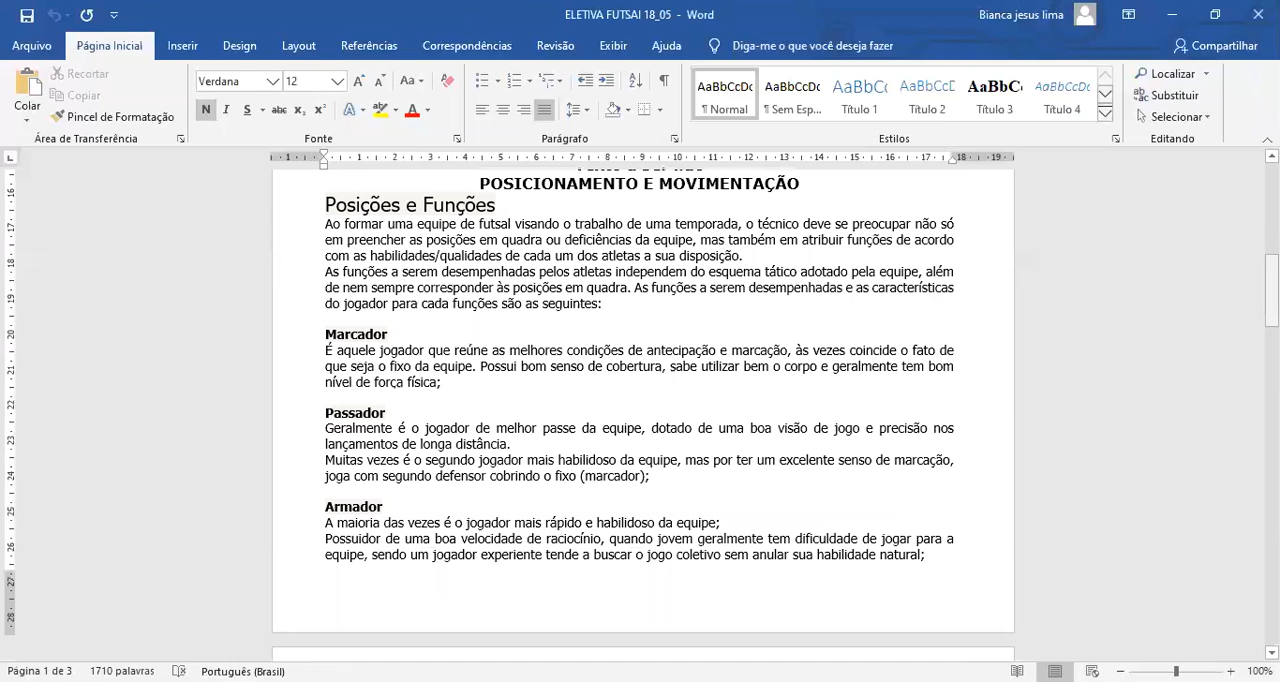 ELETIVA FUTSAl 18_05 - Word
Bianca jesus lima
Arquivo Página Inicial Inserir Design Layout Referências Correspondências Revisão Exibir Ajuda Diga-me o que você deseja fazer Compartilhar
Colar
Recortar
Copiar
Pincel de Formatação
Área de Transferência
Verdana 12
N I S abc x₂ x²
Fonte
Parágrafo
AaBbCcDc AaBbCcDc AaBbCc AaBbCcD AaBbC AaBbCcDc
¶ Normal ¶ Sem Esp... Título 1 Título 2 Título 3 Título 4
Estilos
Localizar
Substituir
Selecionar
Editando
POSICIONAMENTO E MOVIMENTAÇÃO
Posições e Funções
Ao formar uma equipe de futsal visando o trabalho de uma temporada, o técnico deve se preocupar não só
em preencher as posições em quadra ou deficiências da equipe, mas também em atribuir funções de acordo
com as habilidades/qualidades de cada um dos atletas a sua disposição.
As funções a serem desempenhadas pelos atletas independem do esquema tático adotado pela equipe, além
de nem sempre corresponder às posições em quadra. As funções a serem desempenhadas e as características
do jogador para cada funções são as seguintes:
Marcador
É aquele jogador que reúne as melhores condições de antecipação e marcação, às vezes coincide o fato de
que seja o fixo da equipe. Possui bom senso de cobertura, sabe utilizar bem o corpo e geralmente tem bom
nível de força física;
Passador
Geralmente é o jogador de melhor passe da equipe, dotado de uma boa visão de jogo e precisão nos
lançamentos de longa distância.
Muitas vezes é o segundo jogador mais habilidoso da equipe, mas por ter um excelente senso de marcação,
joga com segundo defensor cobrindo o fixo (marcador);
Armador
A maioria das vezes é o jogador mais rápido e habilidoso da equipe;
Possuidor de uma boa velocidade de raciocínio, quando jovem geralmente tem dificuldade de jogar para a
equipe, sendo um jogador experiente tende a buscar o jogo coletivo sem anular sua habilidade natural;
Página 1 de 3 1710 palavras Português (Brasil) 100%